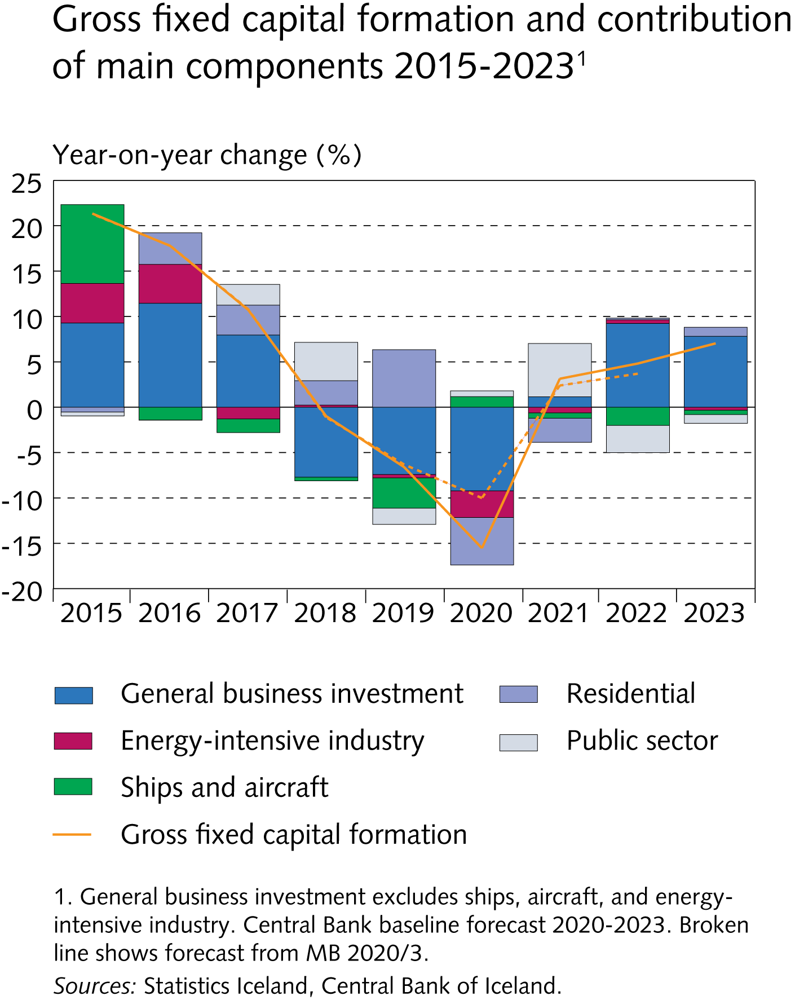 Gross fixed capital formation and contribution
of main components 2015-2023¹
Year-on-year change (%)
25
20
15
10
5
0
-5
-10
-15
-20
2015 2016 2017 2018 2019 2020 2021 2022 2023
General business investment
Residential
Energy-intensive industry
Public sector
Ships and aircraft
Gross fixed capital formation
1. General business investment excludes ships, aircraft, and energy-
intensive industry. Central Bank baseline forecast 2020-2023. Broken
line shows forecast from MB 2020/3.
Sources: Statistics Iceland, Central Bank of Iceland.